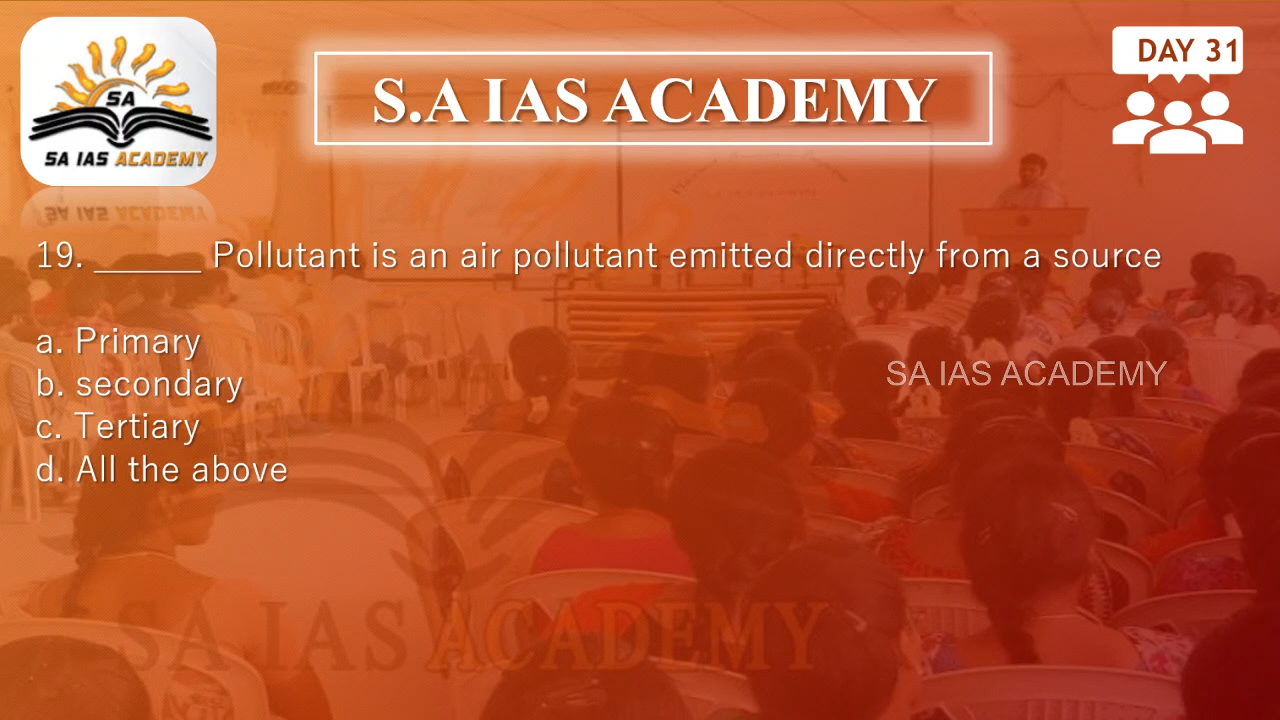 SA
SA IAS ACADEMY
S.A IAS ACADEMY
DAY 31
19. ______ Pollutant is an air pollutant emitted directly from a source
a. Primary
b. secondary
c. Tertiary
d. All the above
SA IAS ACADEMY
SA
SA IAS ACADEMY